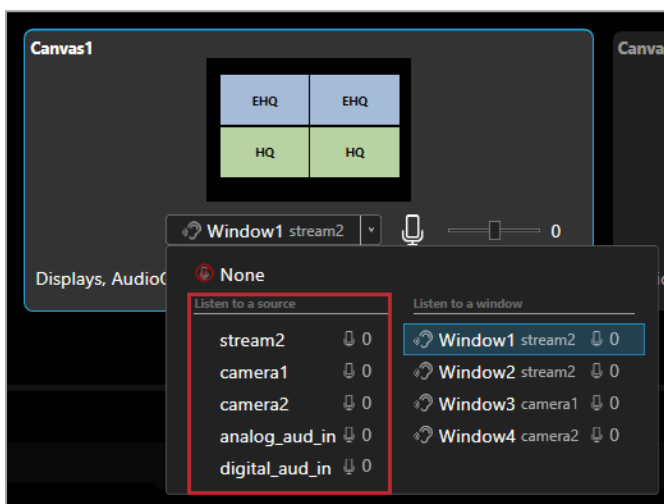 Canvas1
Canva
EHQ EHQ
HQ HQ
Window1 stream2 0
Displays, Audio
None
Listen to a source
stream2 0
camera1 0
camera2 0
analog_aud_in 0
digital_aud_in 0
Listen to a window
Window1 stream2 0
Window2 stream2 0
Window3 camera1 0
Window4 camera2 0